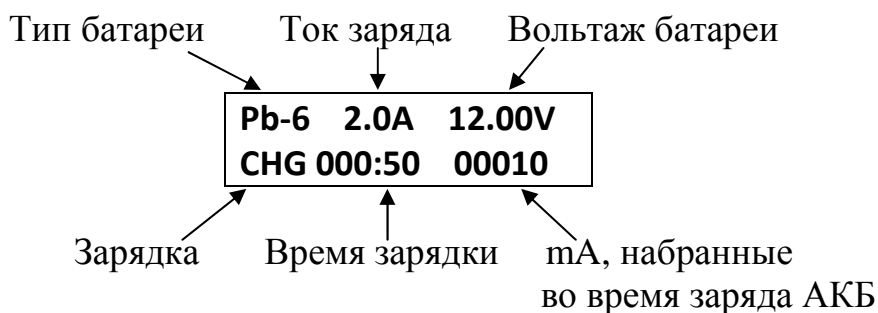 Тип батареи Ток заряда Вольтаж батареи
Pb-6 2.0A 12.00V
CHG 000:50 00010
Зарядка Время зарядки mA, набранные
во время заряда АКБ